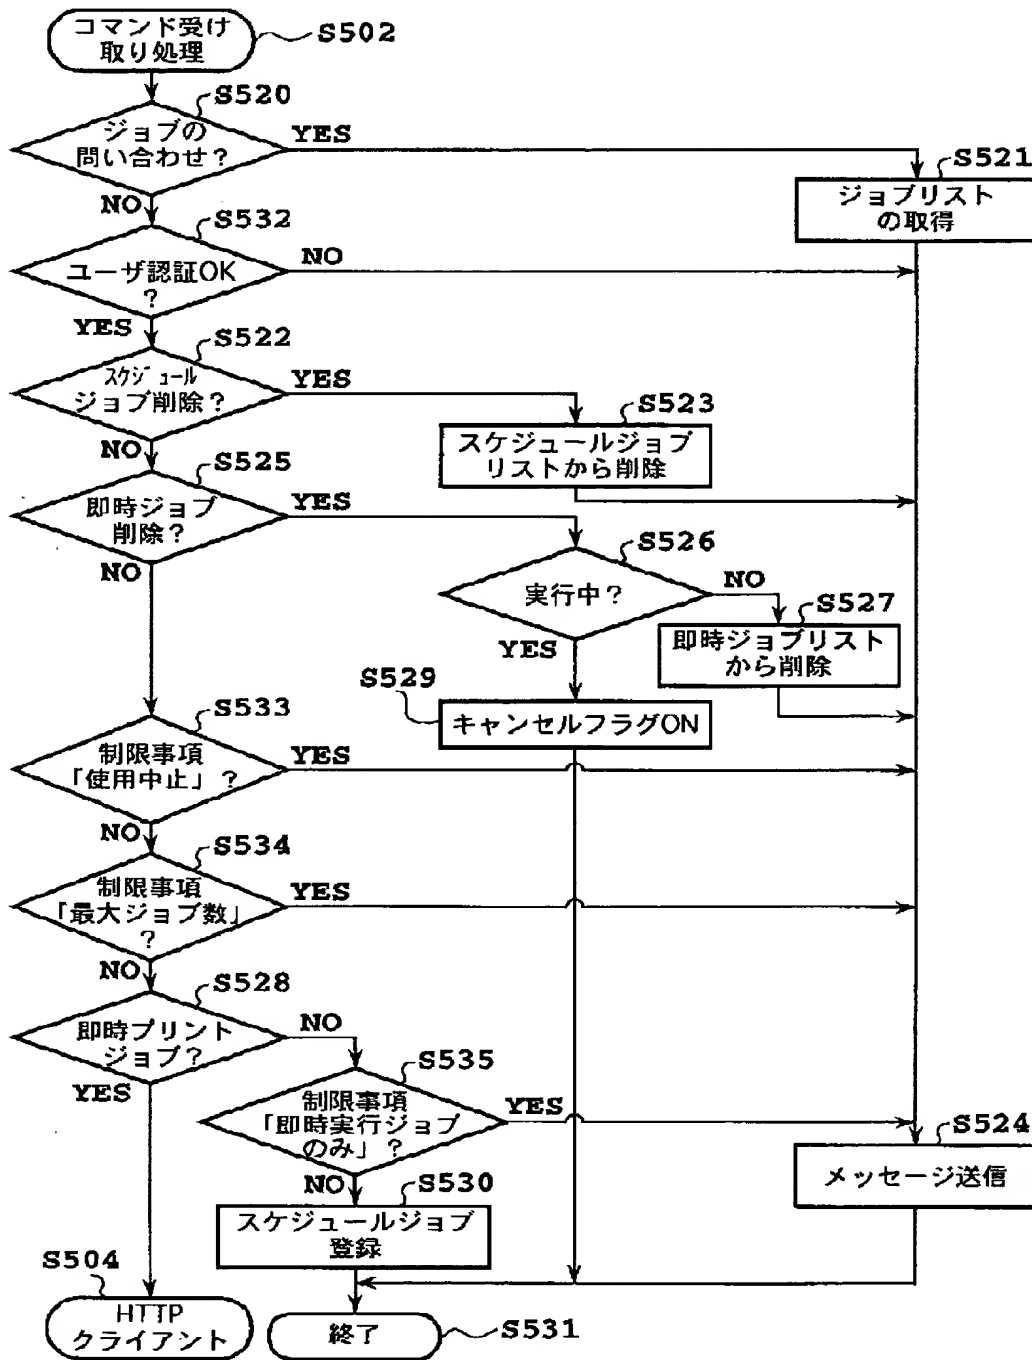 コマンド受け
取り処理
S502
S520
ジョブの
問い合わせ？
YES
NO
S521
ジョブリスト
の取得
S532
ユーザ認証OK
？
NO
YES
S522
スケジュール
ジョブ削除？
YES
NO
S523
スケジュールジョブ
リストから削除
S525
即時ジョブ
削除？
YES
NO
S526
実行中？
NO
YES
S527
即時ジョブリスト
から削除
S529
キャンセルフラグON
S533
制限事項
「使用中止」？
YES
NO
S534
制限事項
「最大ジョブ数」
？
YES
NO
S528
即時プリント
ジョブ？
NO
YES
S535
制限事項
「即時実行ジョブ
のみ」？
YES
NO
S524
メッセージ送信
S530
スケジュールジョブ
登録
S504
HTTP
クライアント
終了
S531